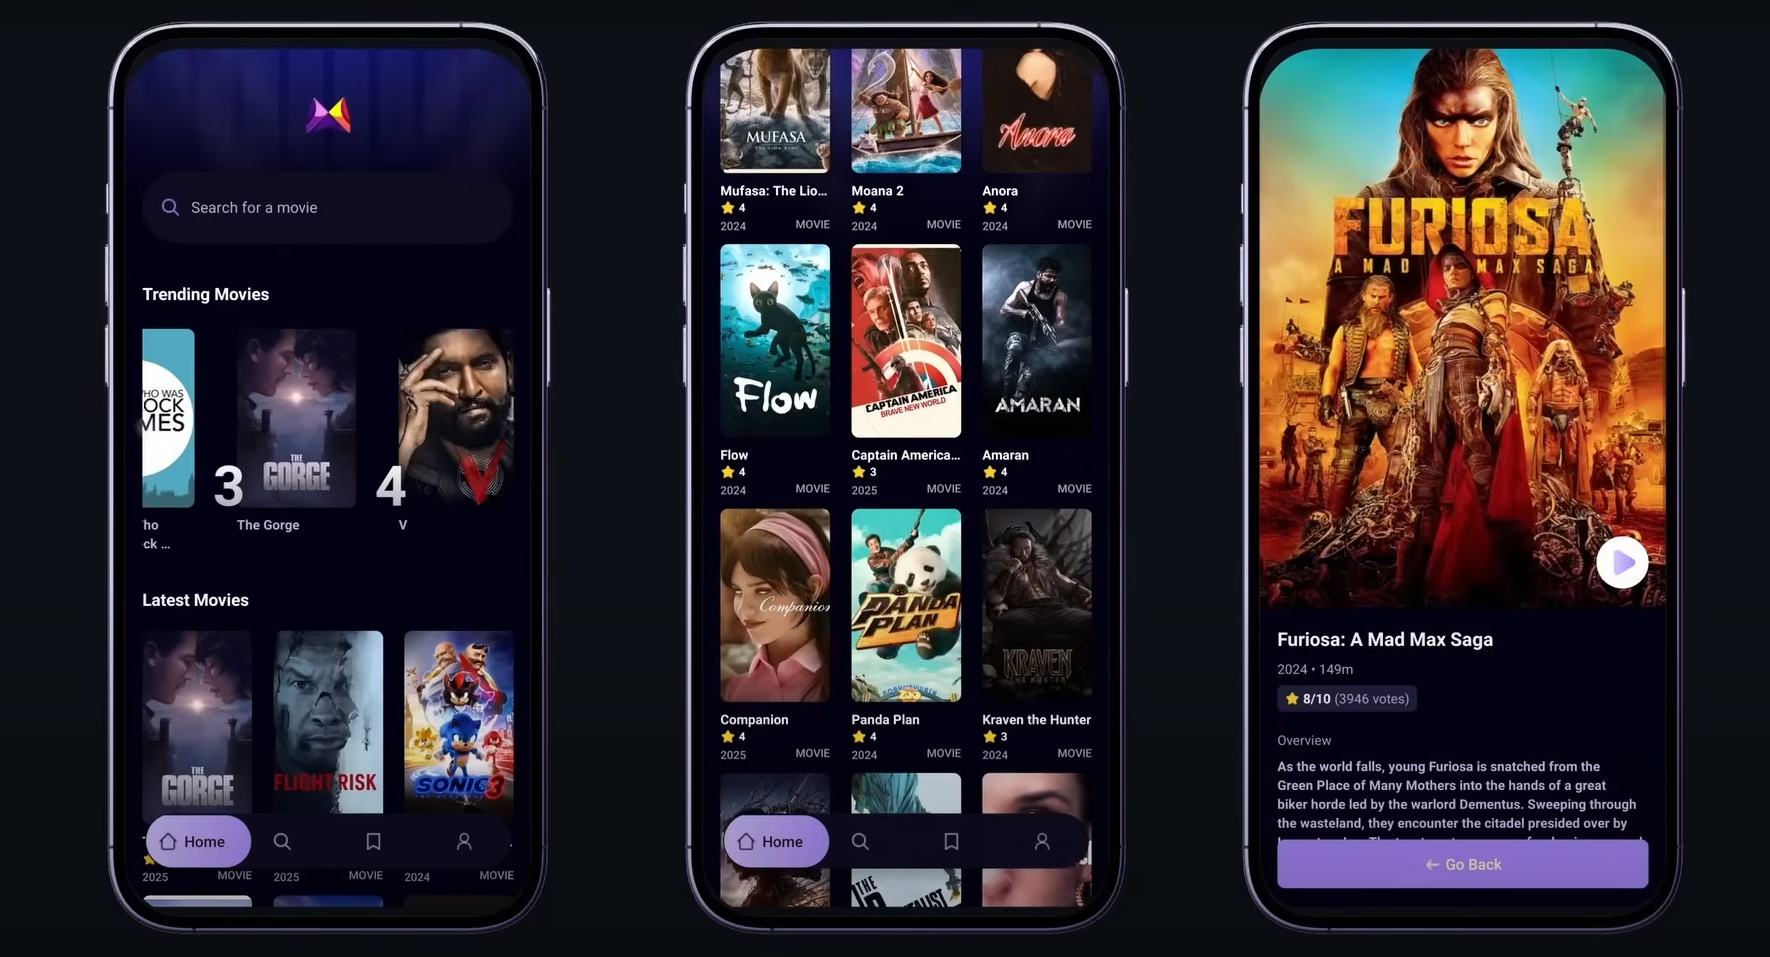 Search for a movie
Trending Movies
HO WAS
OCK
MES
3
THE
GORGE
4
V
ho
ck ...
The Gorge
V
Latest Movies
THE
GORGE
FLIGHT RISK
SONIC 3
Home
2025 MOVIE
2025 MOVIE
2024 MOVIE
MUFASA
THE LION KING
2
Anora
Mufasa: The Lio...
4
2024 MOVIE
Moana 2
4
2024 MOVIE
Anora
4
2024 MOVIE
Flow
CAPTAIN AMERICA
BRAVE NEW WORLD
AMARAN
Flow
4
2024 MOVIE
Captain America...
3
2025 MOVIE
Amaran
4
2024 MOVIE
Companion
PANDA
PLAN
ZOO
KRAVEN
THE HUNTER
Companion
4
2025 MOVIE
Panda Plan
4
2024 MOVIE
Kraven the Hunter
3
2024 MOVIE
Home
THE
FURIOSA
A MAD MAX SAGA
Furiosa: A Mad Max Saga
2024 • 149m
8/10 (3946 votes)
Overview
As the world falls, young Furiosa is snatched from the
Green Place of Many Mothers into the hands of a great
biker horde led by the warlord Dementus. Sweeping through
the wasteland, they encounter the citadel presided over by
← Go Back